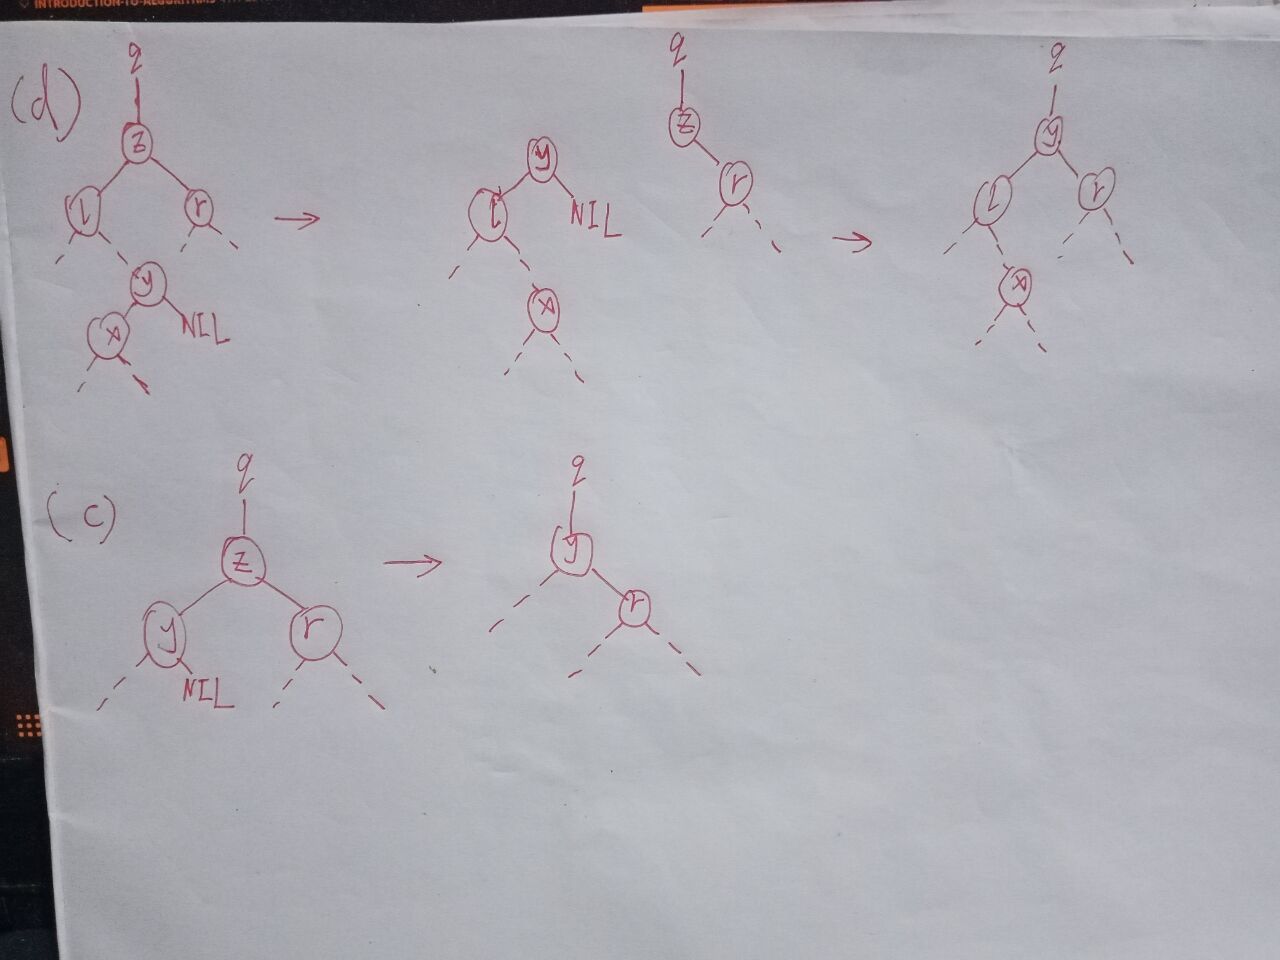 INTRODUCTION-TO-ALGORITHMS
(d)
q
z
l r
y
x NIL
→
y
l NIL
x
q
z
r
→
q
y
l r
x
(c)
q
z
y r
NIL
→
q
y
r